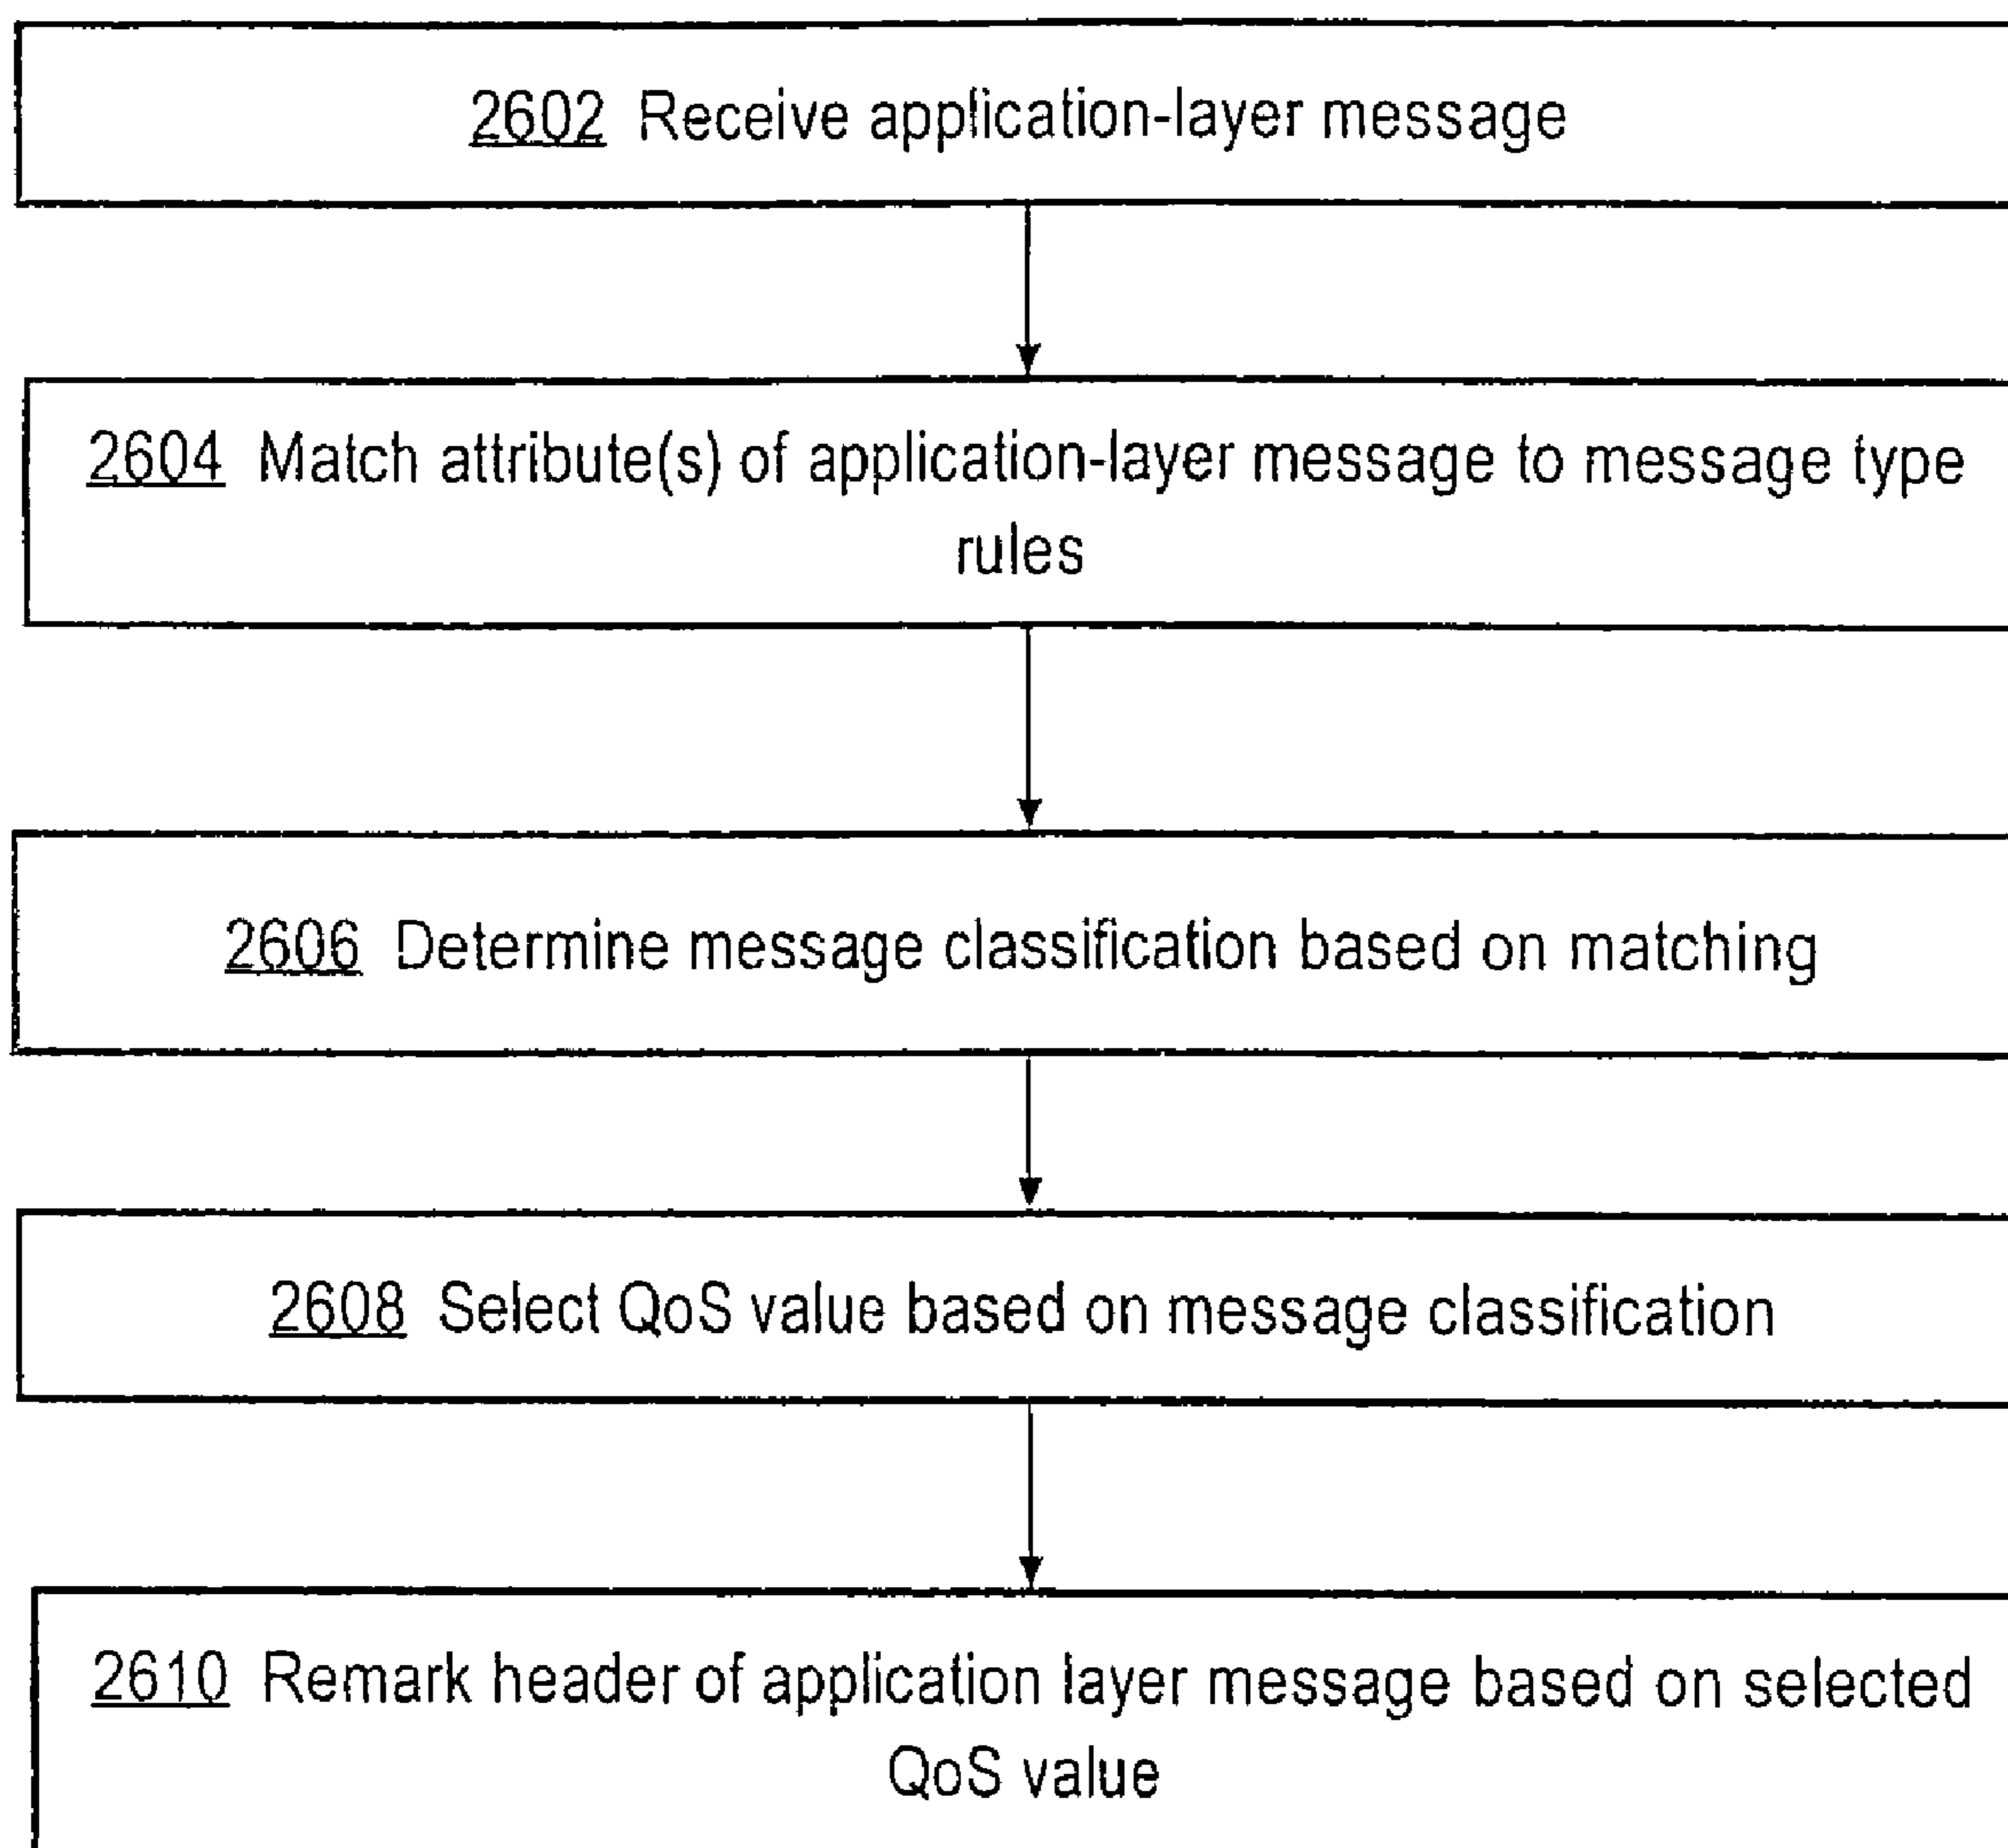 2602 Receive application-layer message
2604 Match attribute(s) of application-layer message to message type
rules
2606 Determine message classification based on matching
2608 Select QoS value based on message classification
2610 Remark header of application layer message based on selected
QoS value